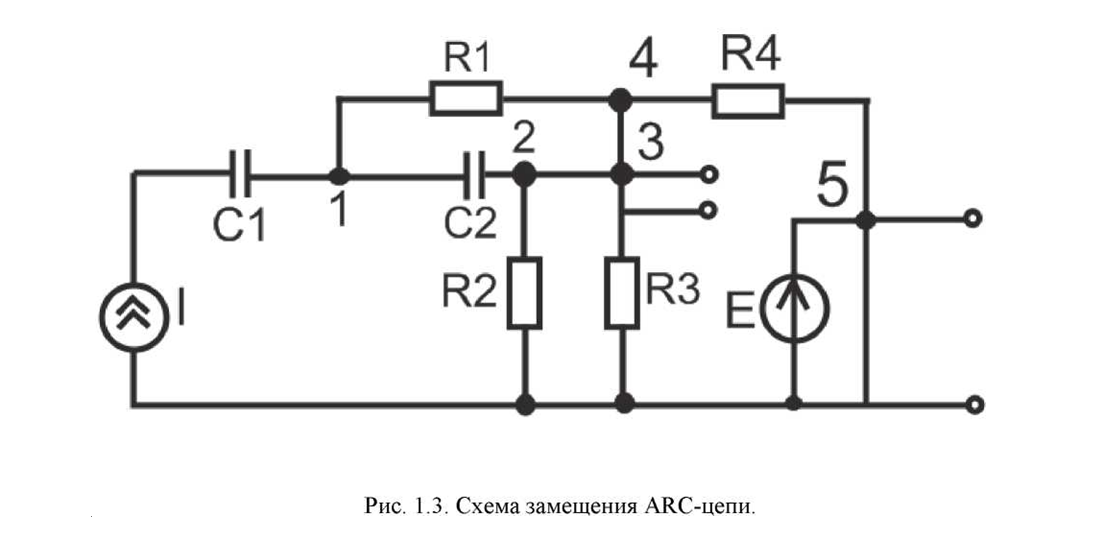 R1
4
R4
2
3
C1
1
C2
5
R2
R3
I
E
Рис. 1.3. Схема замещения ARC-цепи.